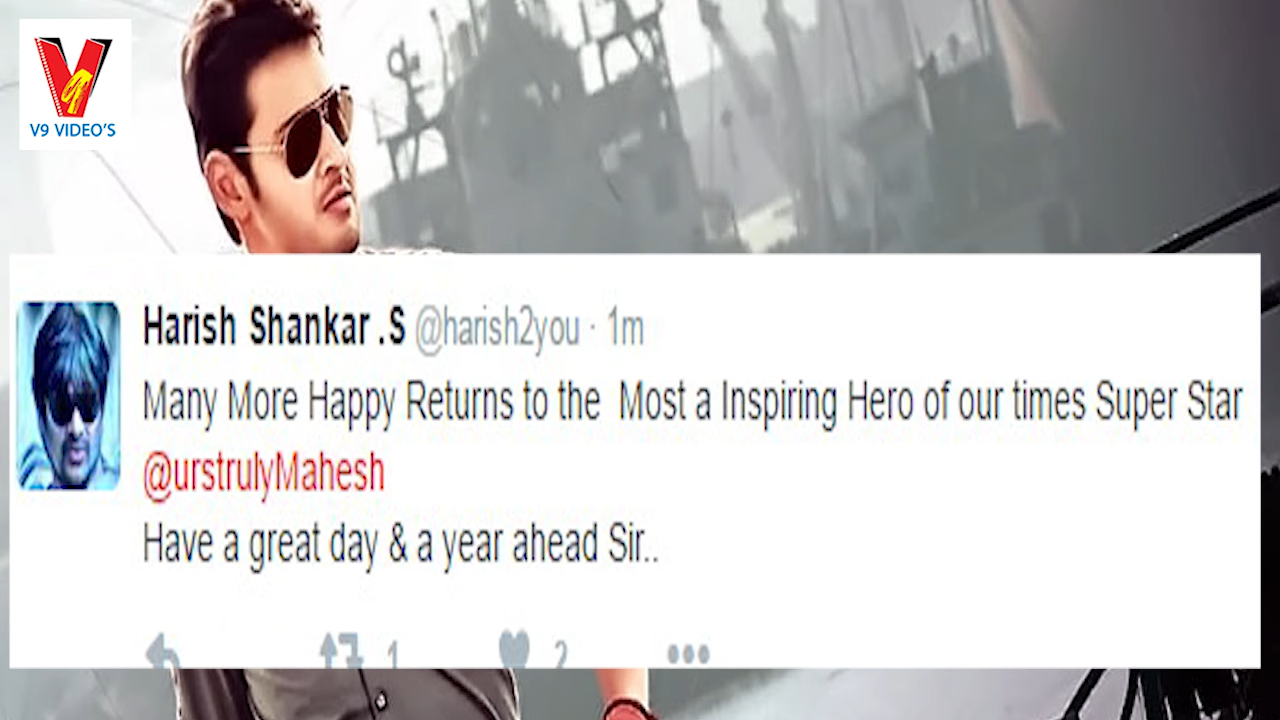 V9
V9 VIDEO'S
Harish Shankar .S @harish2you · 1m
Many More Happy Returns to the Most a Inspiring Hero of our times Super Star
@urstrulyMahesh
Have a great day & a year ahead Sir..
1 2